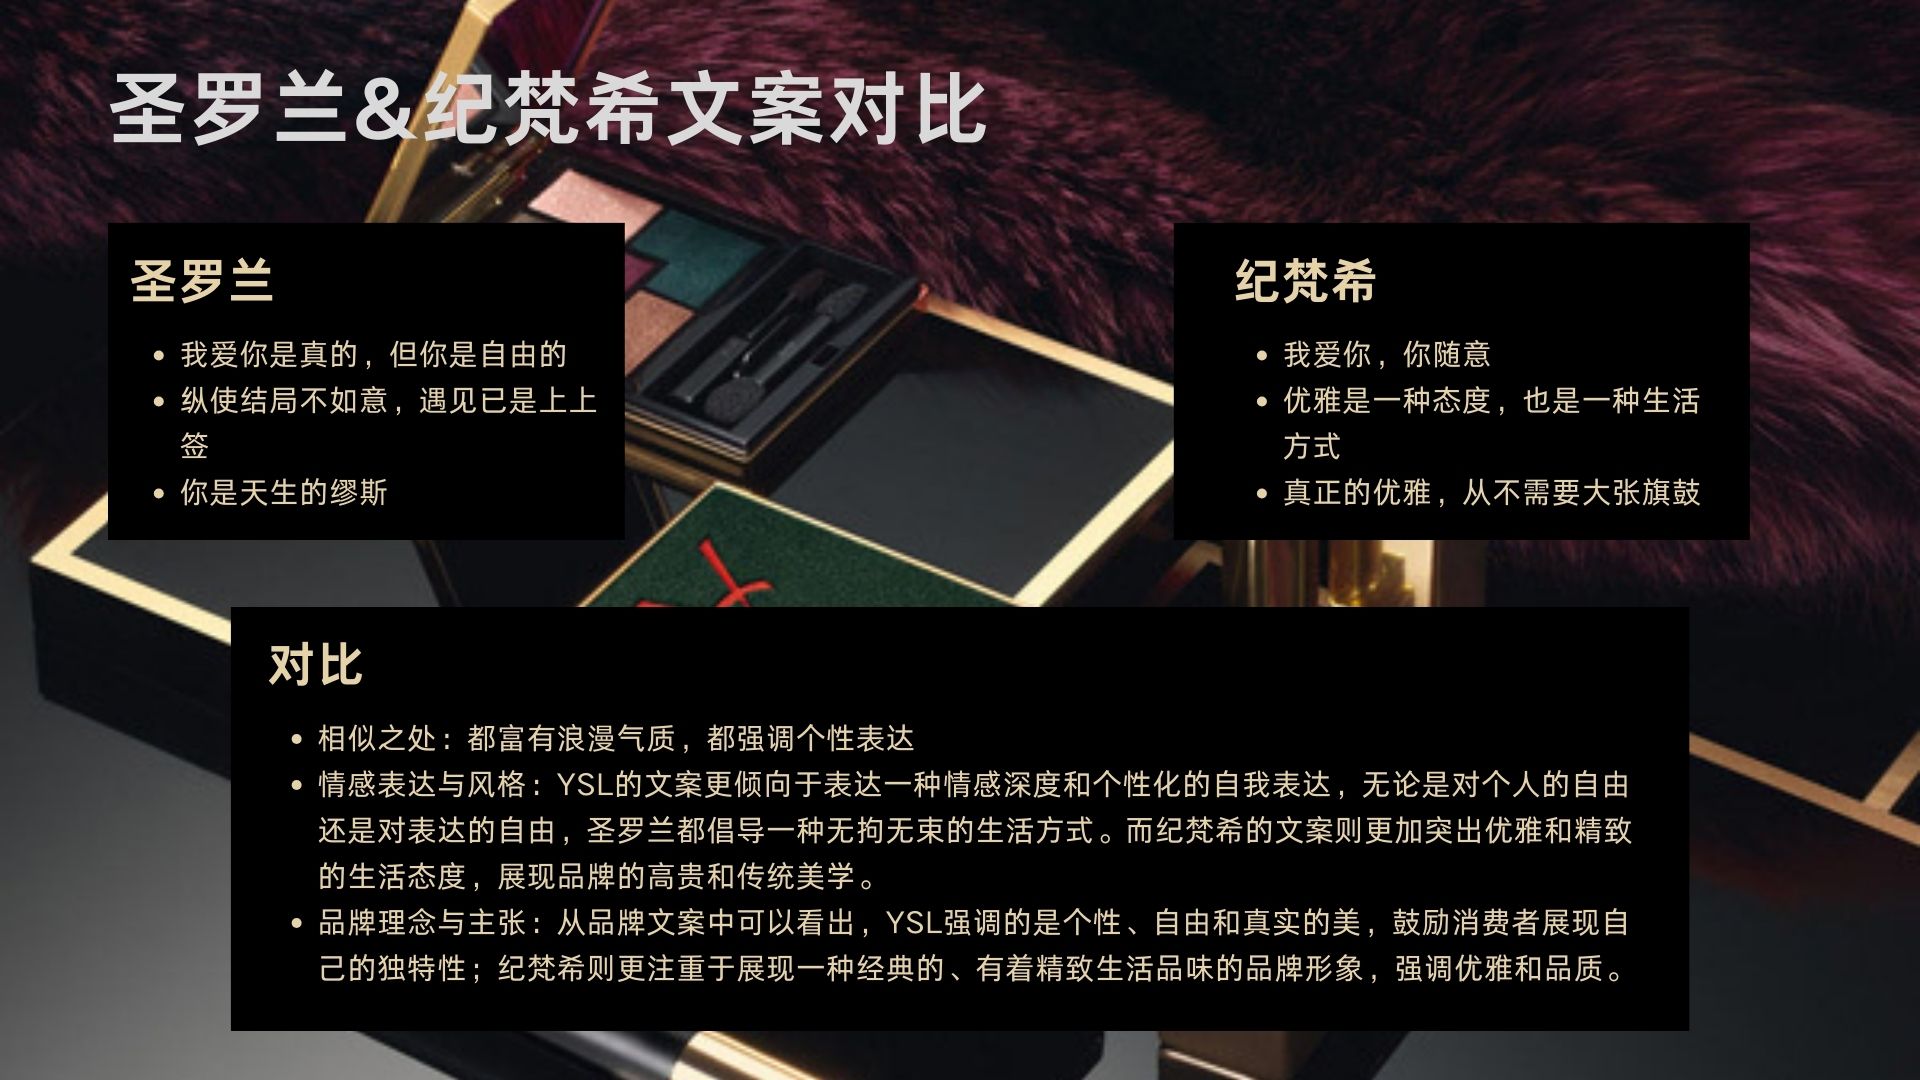 圣罗兰&纪梵希文案对比
圣罗兰
• 我爱你是真的，但你是自由的
• 纵使结局不如意，遇见已是上上
签
• 你是天生的缪斯
纪梵希
• 我爱你，你随意
• 优雅是一种态度，也是一种生活
方式
• 真正的优雅，从不需要大张旗鼓
对比
• 相似之处：都富有浪漫气质，都强调个性表达
• 情感表达与风格：YSL的文案更倾向于表达一种情感深度和个性化的自我表达，无论是对个人的自由
还是对表达的自由，圣罗兰都倡导一种无拘无束的生活方式。而纪梵希的文案则更加突出优雅和精致
的生活态度，展现品牌的高贵和传统美学。
• 品牌理念与主张：从品牌文案中可以看出，YSL强调的是个性、自由和真实的美，鼓励消费者展现自
己的独特性；纪梵希则更注重于展现一种经典的、有着精致生活品味的品牌形象，强调优雅和品质。